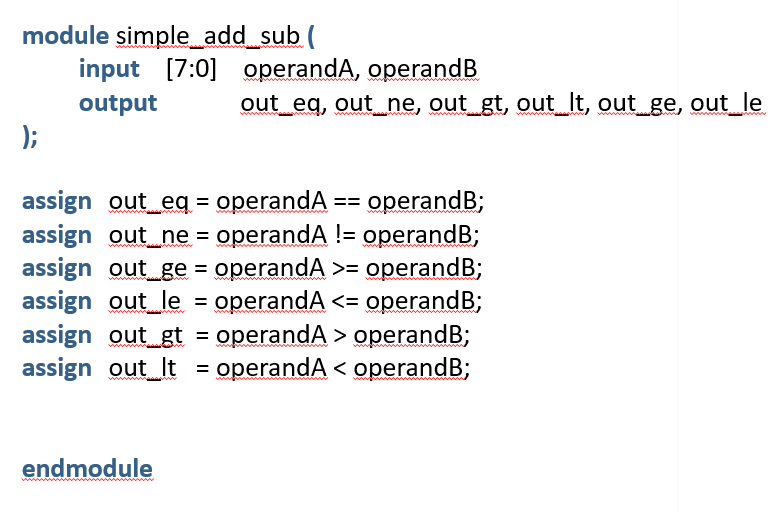 module simple_add_sub (
input [7:0] operandA, operandB
output out_eq, out_ne, out_gt, out_lt, out_ge, out_le
);
assign out_eq = operandA == operandB;
assign out_ne = operandA != operandB;
assign out_ge = operandA >= operandB;
assign out_le = operandA <= operandB;
assign out_gt = operandA > operandB;
assign out_lt = operandA < operandB;
endmodule